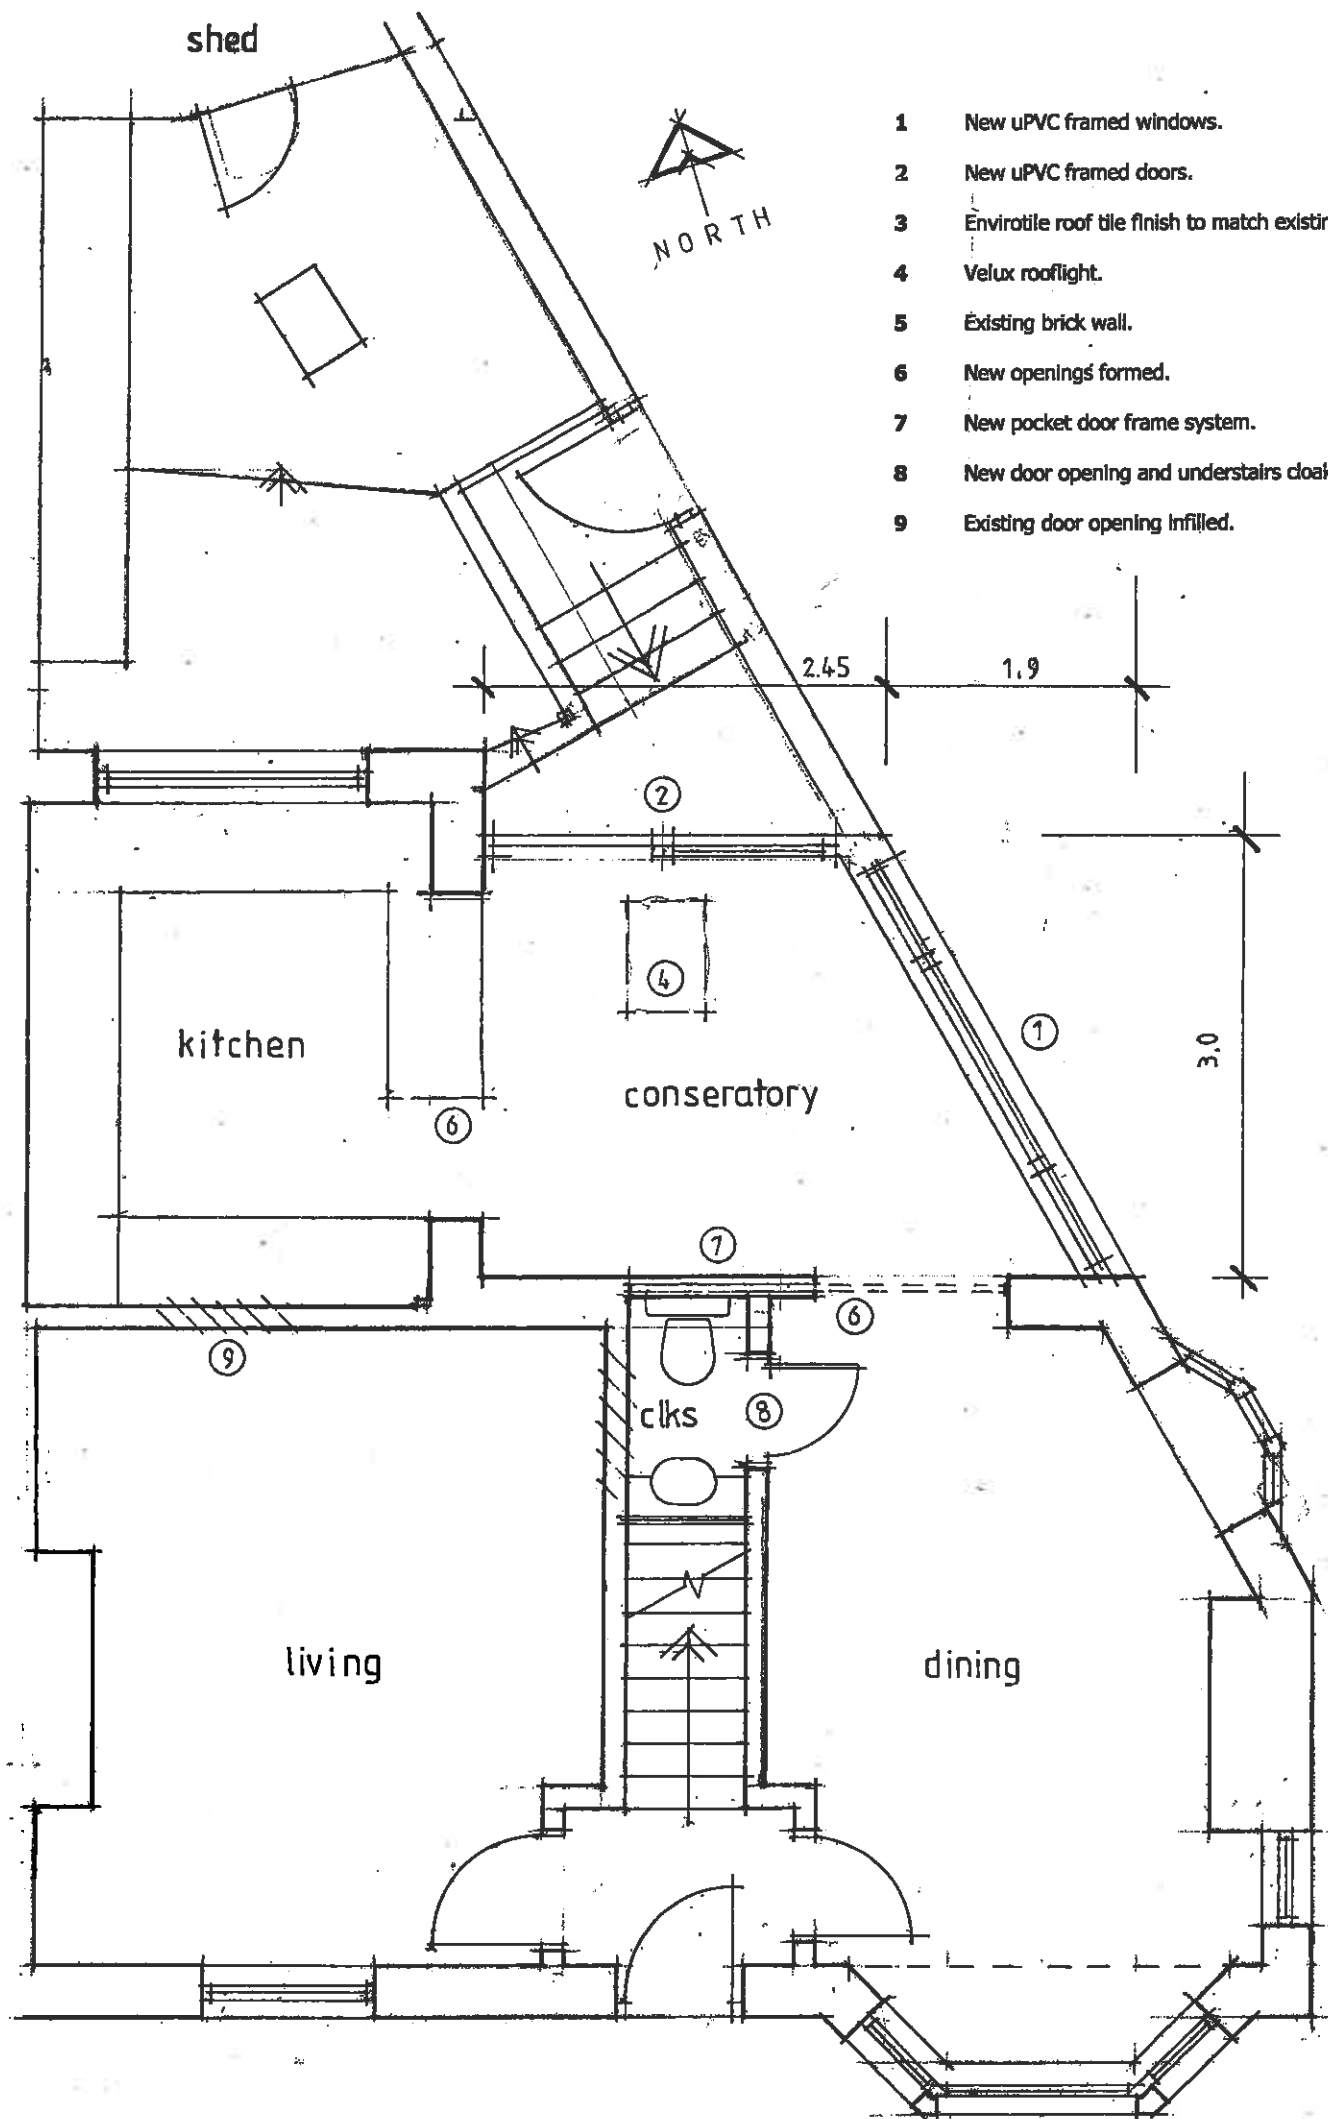 shed
NORTH
1 New uPVC framed windows.
2 New uPVC framed doors.
3 Envirotile roof tile finish to match existin
4 Velux rooflight.
5 Existing brick wall.
6 New openings formed.
7 New pocket door frame system.
8 New door opening and understairs cloak
9 Existing door opening infilled.
2.45 1.9
2
4
kitchen
1
3.0
conseratory
6
7
6
9
clks
8
living
dining